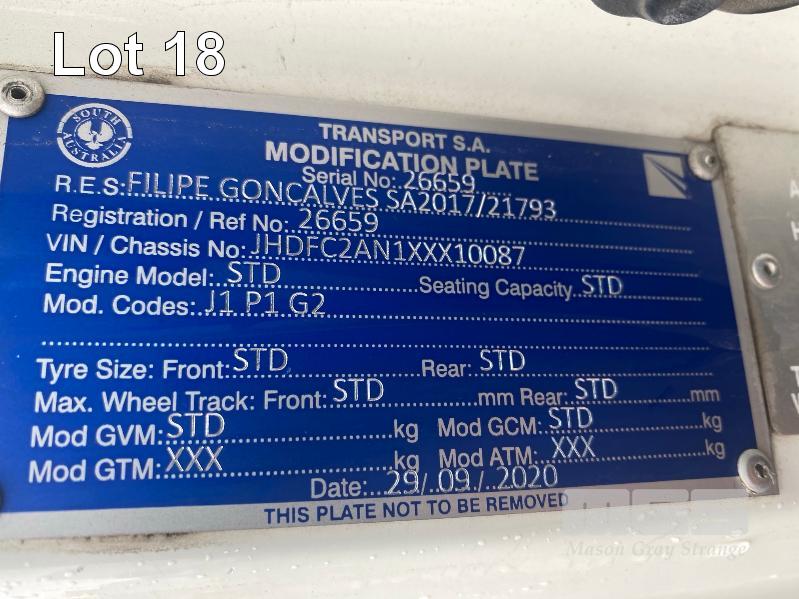 Lot 18
SOUTH AUSTRALIA
TRANSPORT S.A.
MODIFICATION PLATE
Serial No: 26659
R.E.S: FILIPE GONCALVES SA2017/21793
Registration / Ref No: 26659
VIN / Chassis No: JHDFC2AN1XXX10087
Engine Model: STD Seating Capacity STD
Mod. Codes: J1 P1 G2
Tyre Size: Front: STD Rear: STD
Max. Wheel Track: Front: STD mm Rear: STD mm
Mod GVM: STD kg Mod GCM: STD kg
Mod GTM: XXX kg Mod ATM: XXX kg
Date: 29/ 09 / 2020
THIS PLATE NOT TO BE REMOVED
Mason Gray Strange